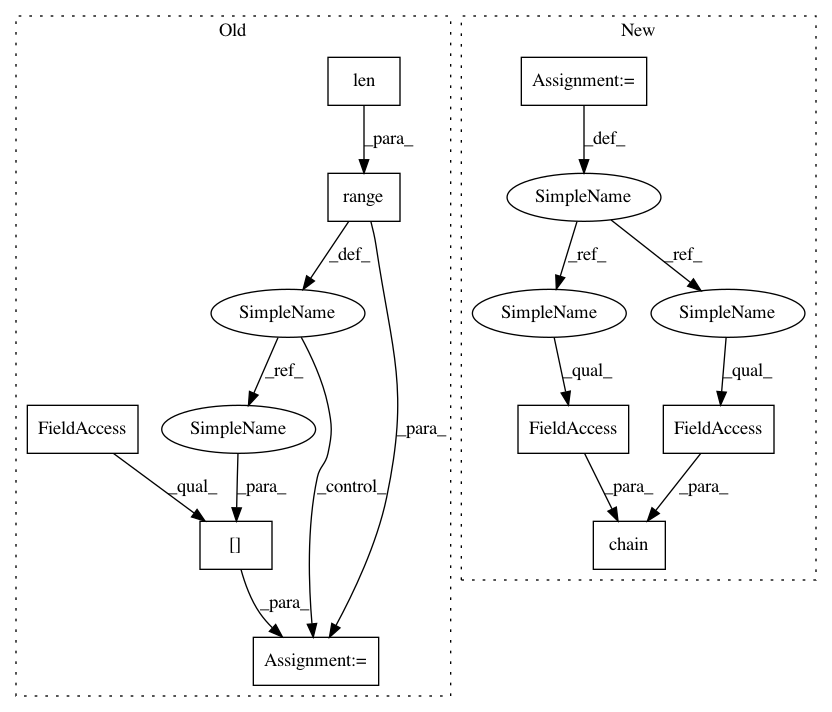 Old
New
len
Assignment:=
_para_
_def_
range
SimpleName
_def_
_ref_
_ref_
SimpleName
SimpleName
SimpleName
_ref_
_qual_
_qual_
FieldAccess
SimpleName
_para_
FieldAccess
FieldAccess
_qual_
_para_
_control_
_para_
_para_
[]
chain
_para_
Assignment:=